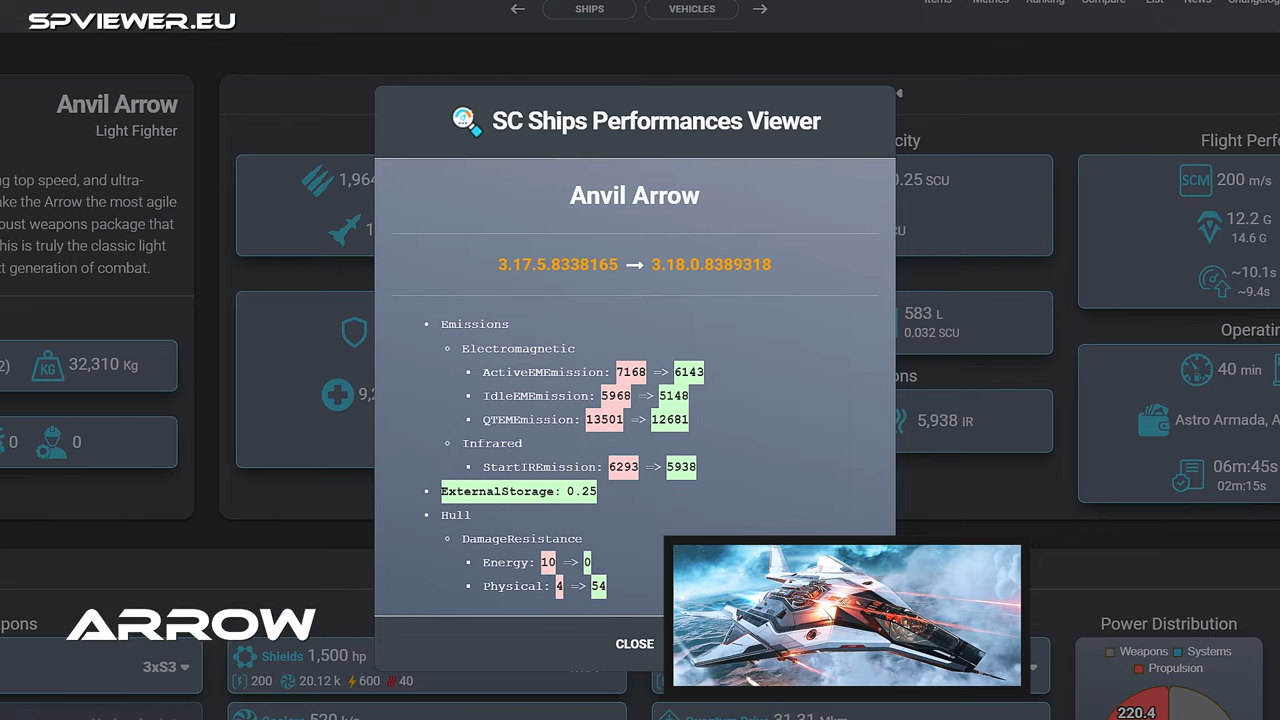 SPVIEWER.EU
SHIPS
VEHICLES
Anvil Arrow
Light Fighter
ng top speed, and ultra-
ke the Arrow the most agile
bust weapons package that
his is truly the classic light
t generation of combat.
32,310 Kg
0
0
SC Ships Performances Viewer
Anvil Arrow
3.17.5.8338165 → 3.18.0.8389318
• Emissions
○ Electromagnetic
▪ ActiveEMEmission: 7168 => 6143
▪ IdleEMEmission: 5968 => 5148
▪ QTEMEmission: 13501 => 12681
○ Infrared
▪ StartIREmission: 6293 => 5938
• ExternalStorage: 0.25
• Hull
○ DamageResistance
▪ Energy: 10 => 0
▪ Physical: 4 => 54
CLOSE
1,964
0.25 SCU
583 L
0.032 SCU
5,938 IR
Flight Perf
SCM 200 m/s
12.2 G
14.6 G
~10.1s
~9.4s
Operatin
40 min
Astro Armada, A
06m:45s
02m:15s
ARROW
pons
3xS3
Shields 1,500 hp
200 20.12 k 600 40
Power Distribution
Weapons Systems
Propulsion
220.4